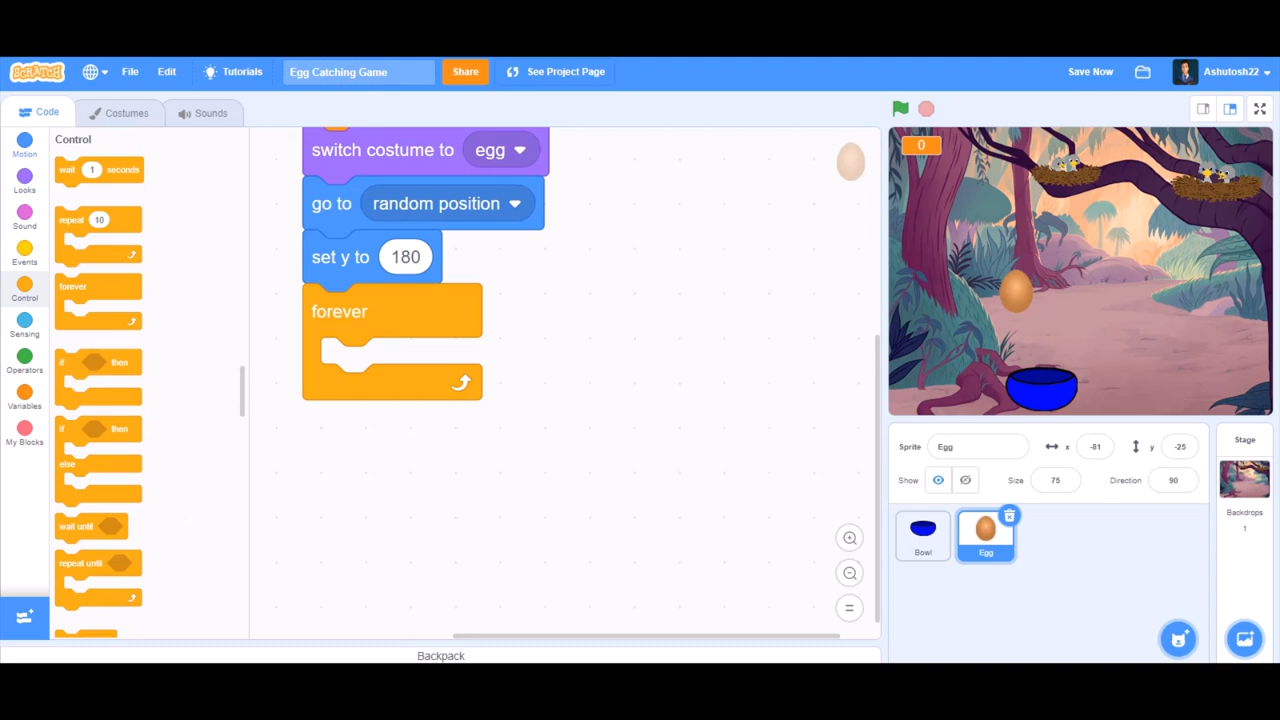 SCRATCH File Edit Tutorials Egg Catching Game Share See Project Page Save Now Ashutosh22
Code Costumes Sounds
Motion
Looks
Sound
Events
Control
Sensing
Operators
Variables
My Blocks
Control
wait 1 seconds
repeat 10
forever
if then
if then
else
wait until
repeat until
switch costume to egg
go to random position
set y to 180
forever
0
Sprite Egg x -81 y -25
Show Size 75 Direction 90
Bowl
Egg
Stage
Backdrops
1
Backpack